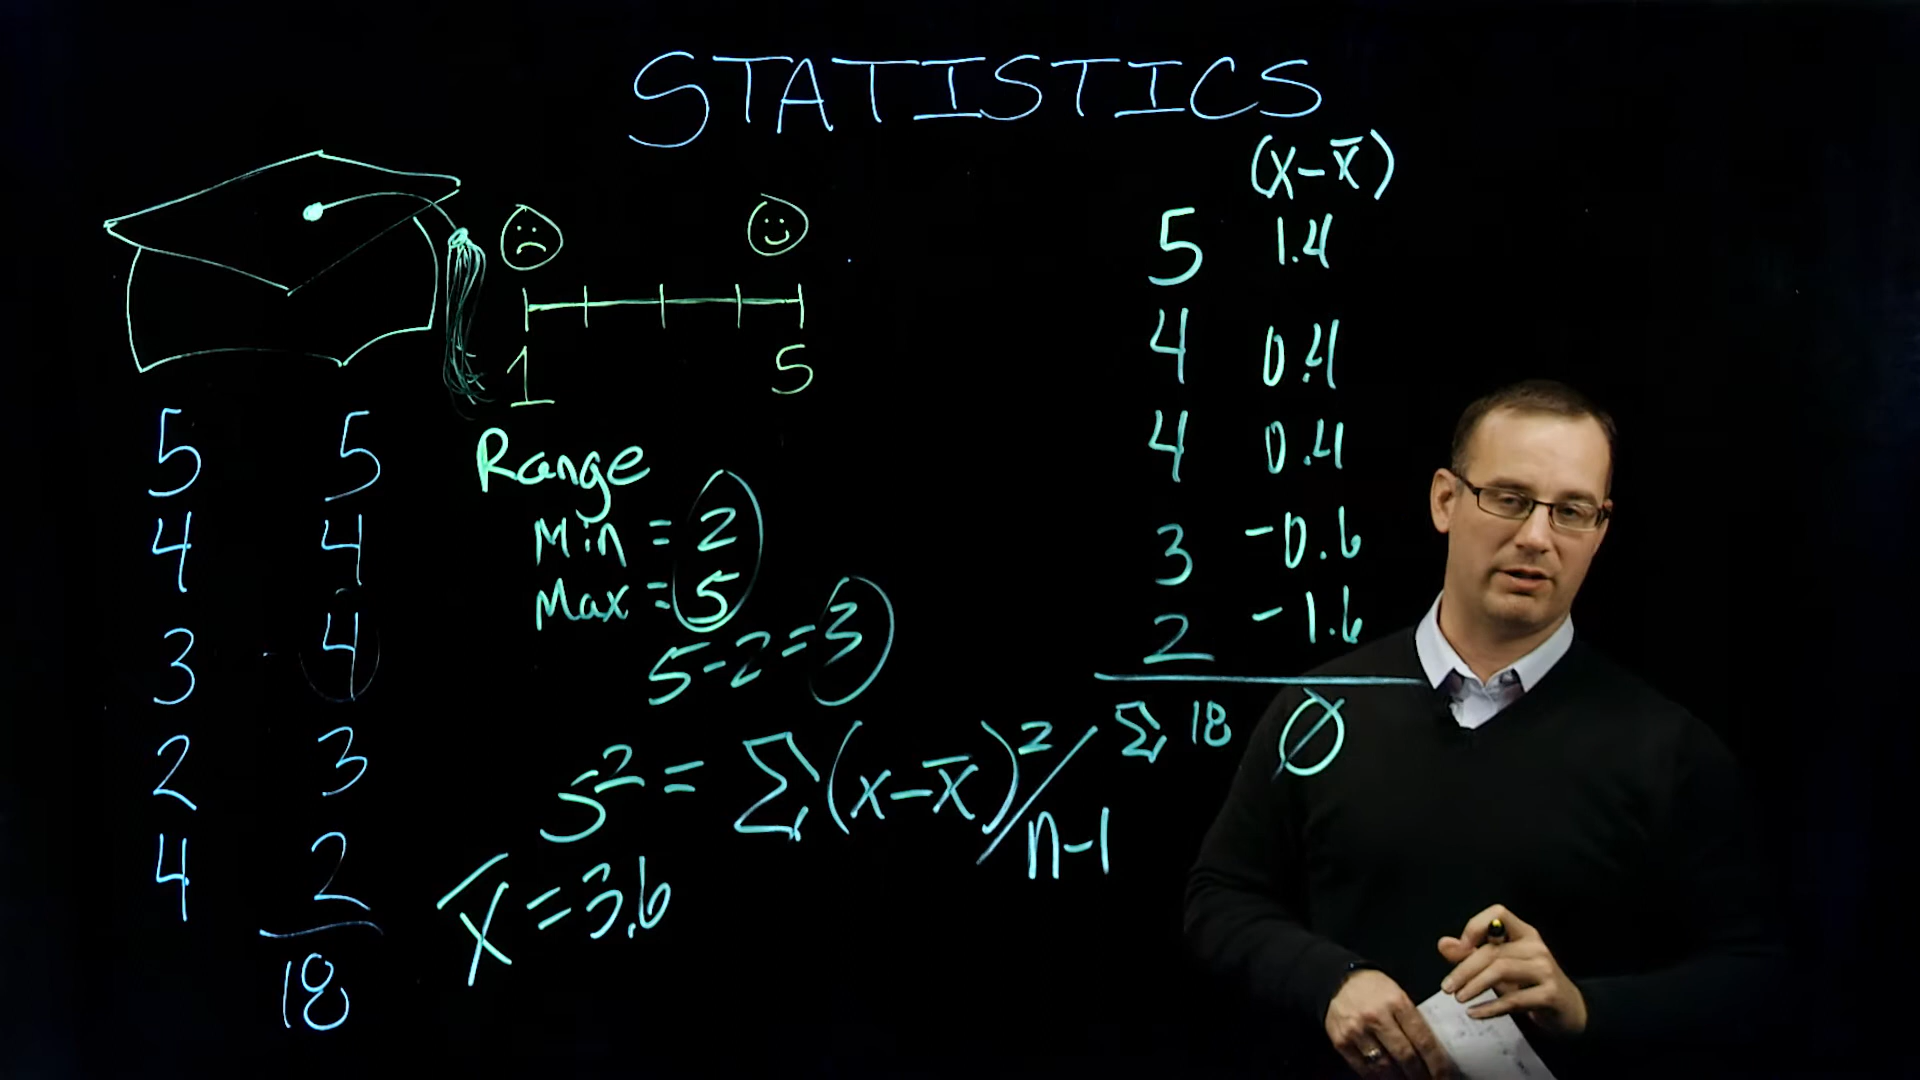 STATISTICS
1 5
5 5
4 4
3 4
2 3
4 2
18
Range
Min = 2
Max = 5
5-2=3
s² = Σ(x-x̄)²/n-1
x̄=3.6
(x-x̄)
5 1.4
4 0.4
4 0.4
3 -0.6
2 -1.6
Σ 18 Ø